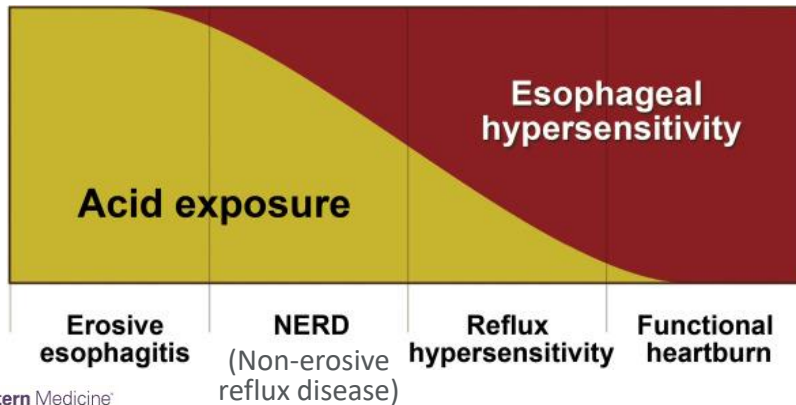 Esophageal
hypersensitivity
Acid exposure
Erosive
esophagitis
NERD
(Non-erosive
reflux disease)
Reflux
hypersensitivity
Functional
heartburn
tern Medicine